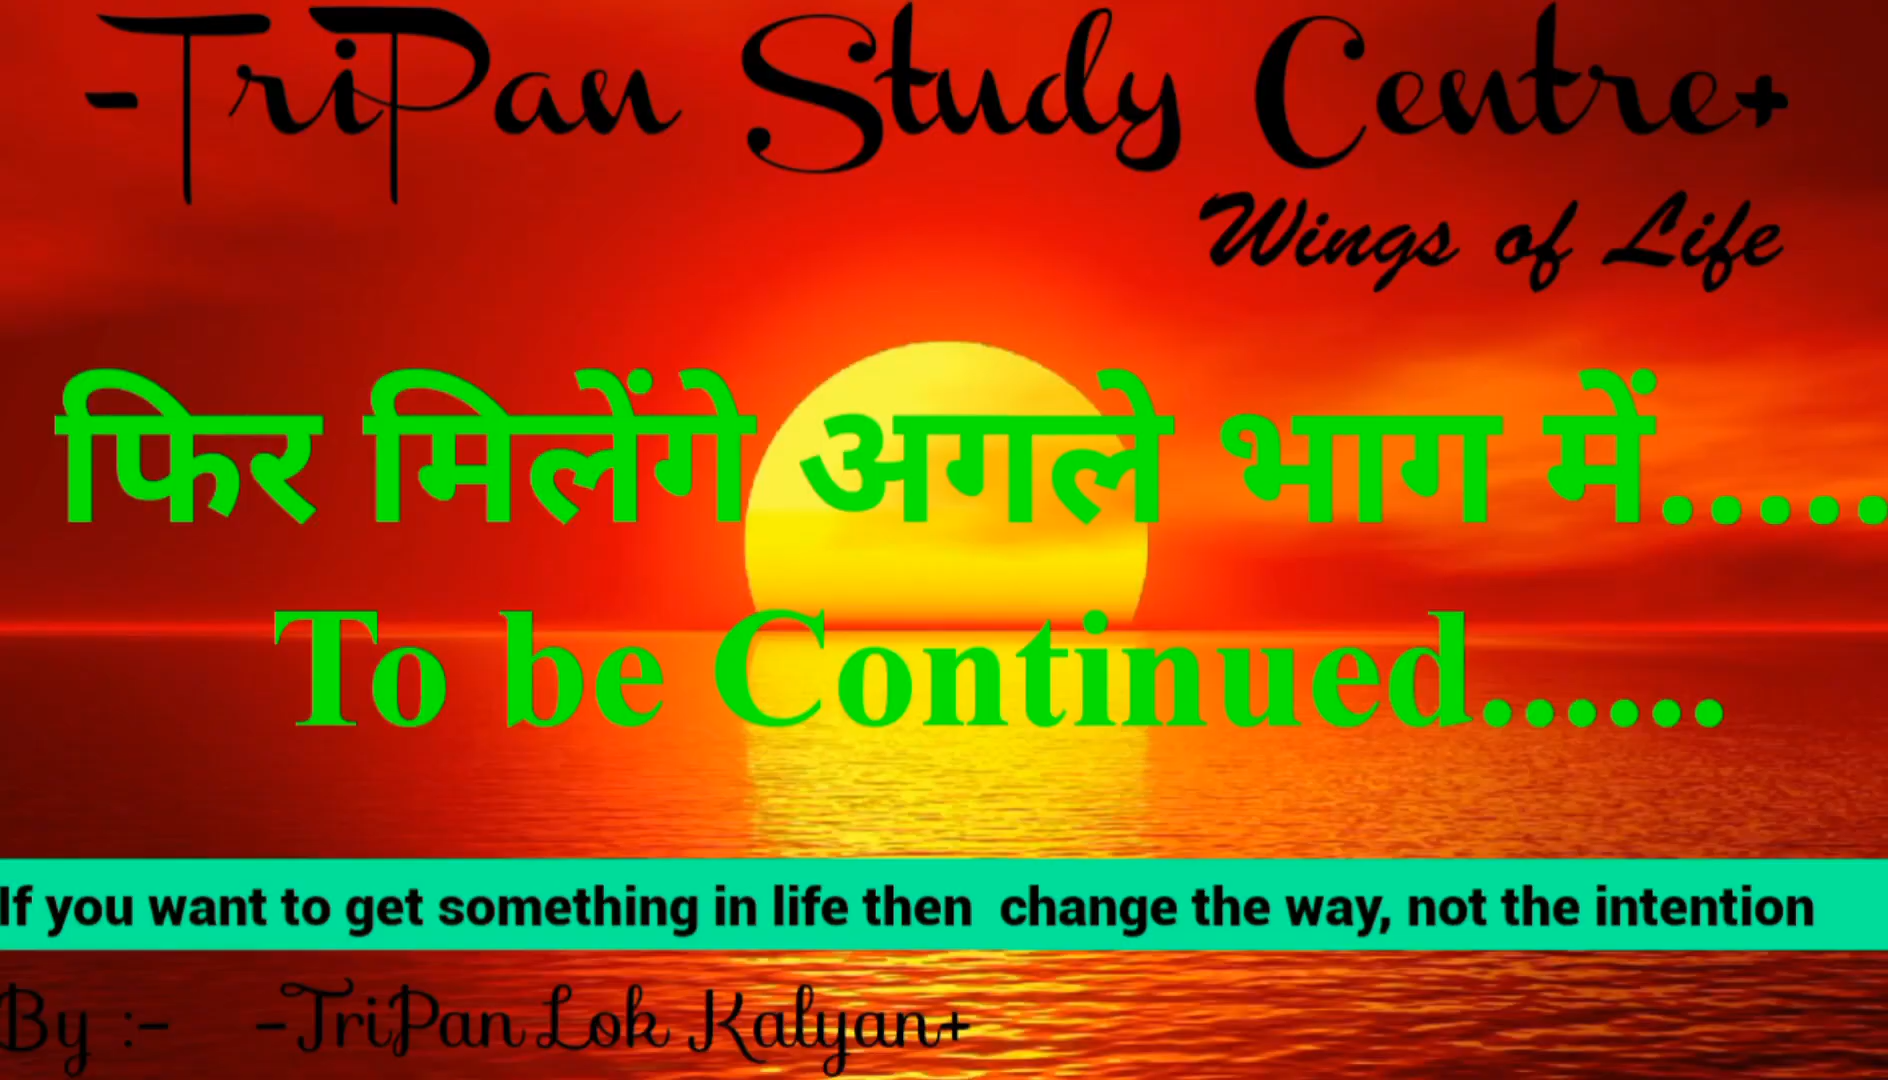 -TriPan Study Centre+
Wings of Life
फिर मिलेंगे अगले भाग में.....
To be Continued......
If you want to get something in life then change the way, not the intention
By :- -TriPan Lok Kalyan+